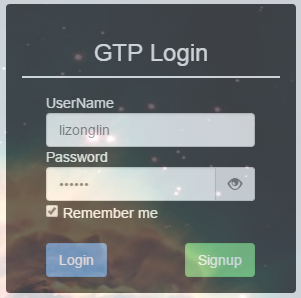 GTP Login
UserName
lizonglin
Password
••••••
Remember me
Login Signup